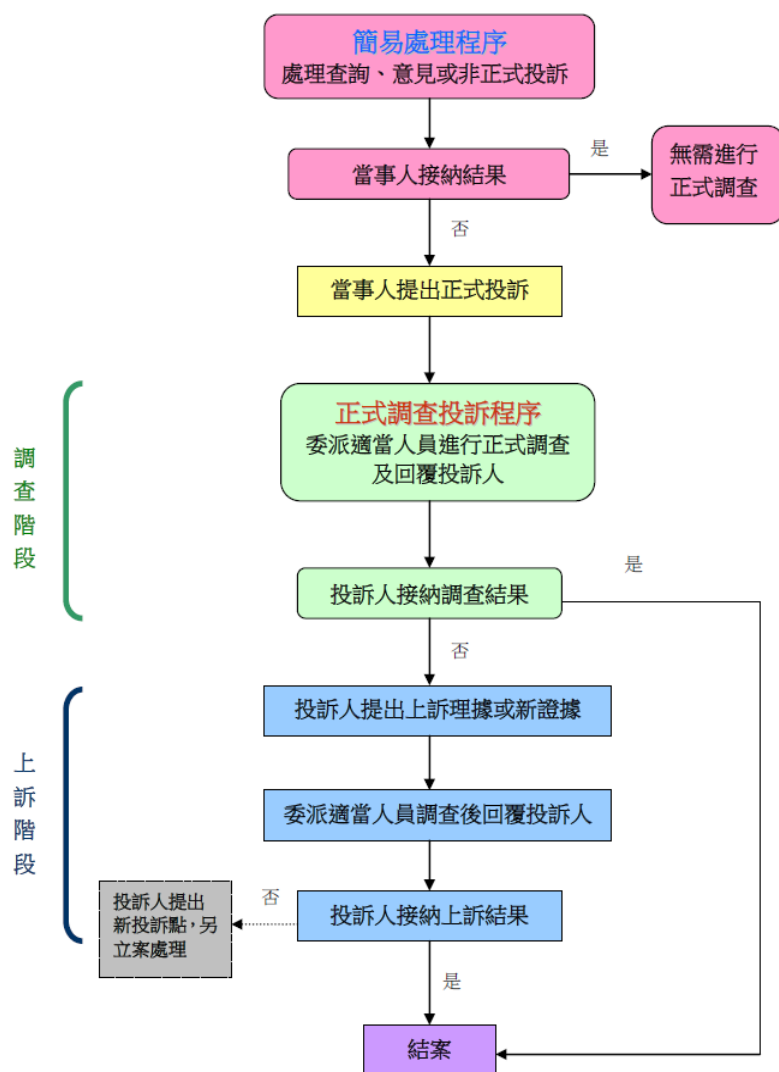 簡易處理程序
處理查詢、意見或非正式投訴
當事人接納結果
是
無需進行
正式調查
否
當事人提出正式投訴
調查階段
正式調查投訴程序
委派適當人員進行正式調查
及回覆投訴人
投訴人接納調查結果
是
否
上訴階段
投訴人提出上訴理據或新證據
委派適當人員調查後回覆投訴人
投訴人接納上訴結果
否
投訴人提出
新投訴點，另
立案處理
是
結案